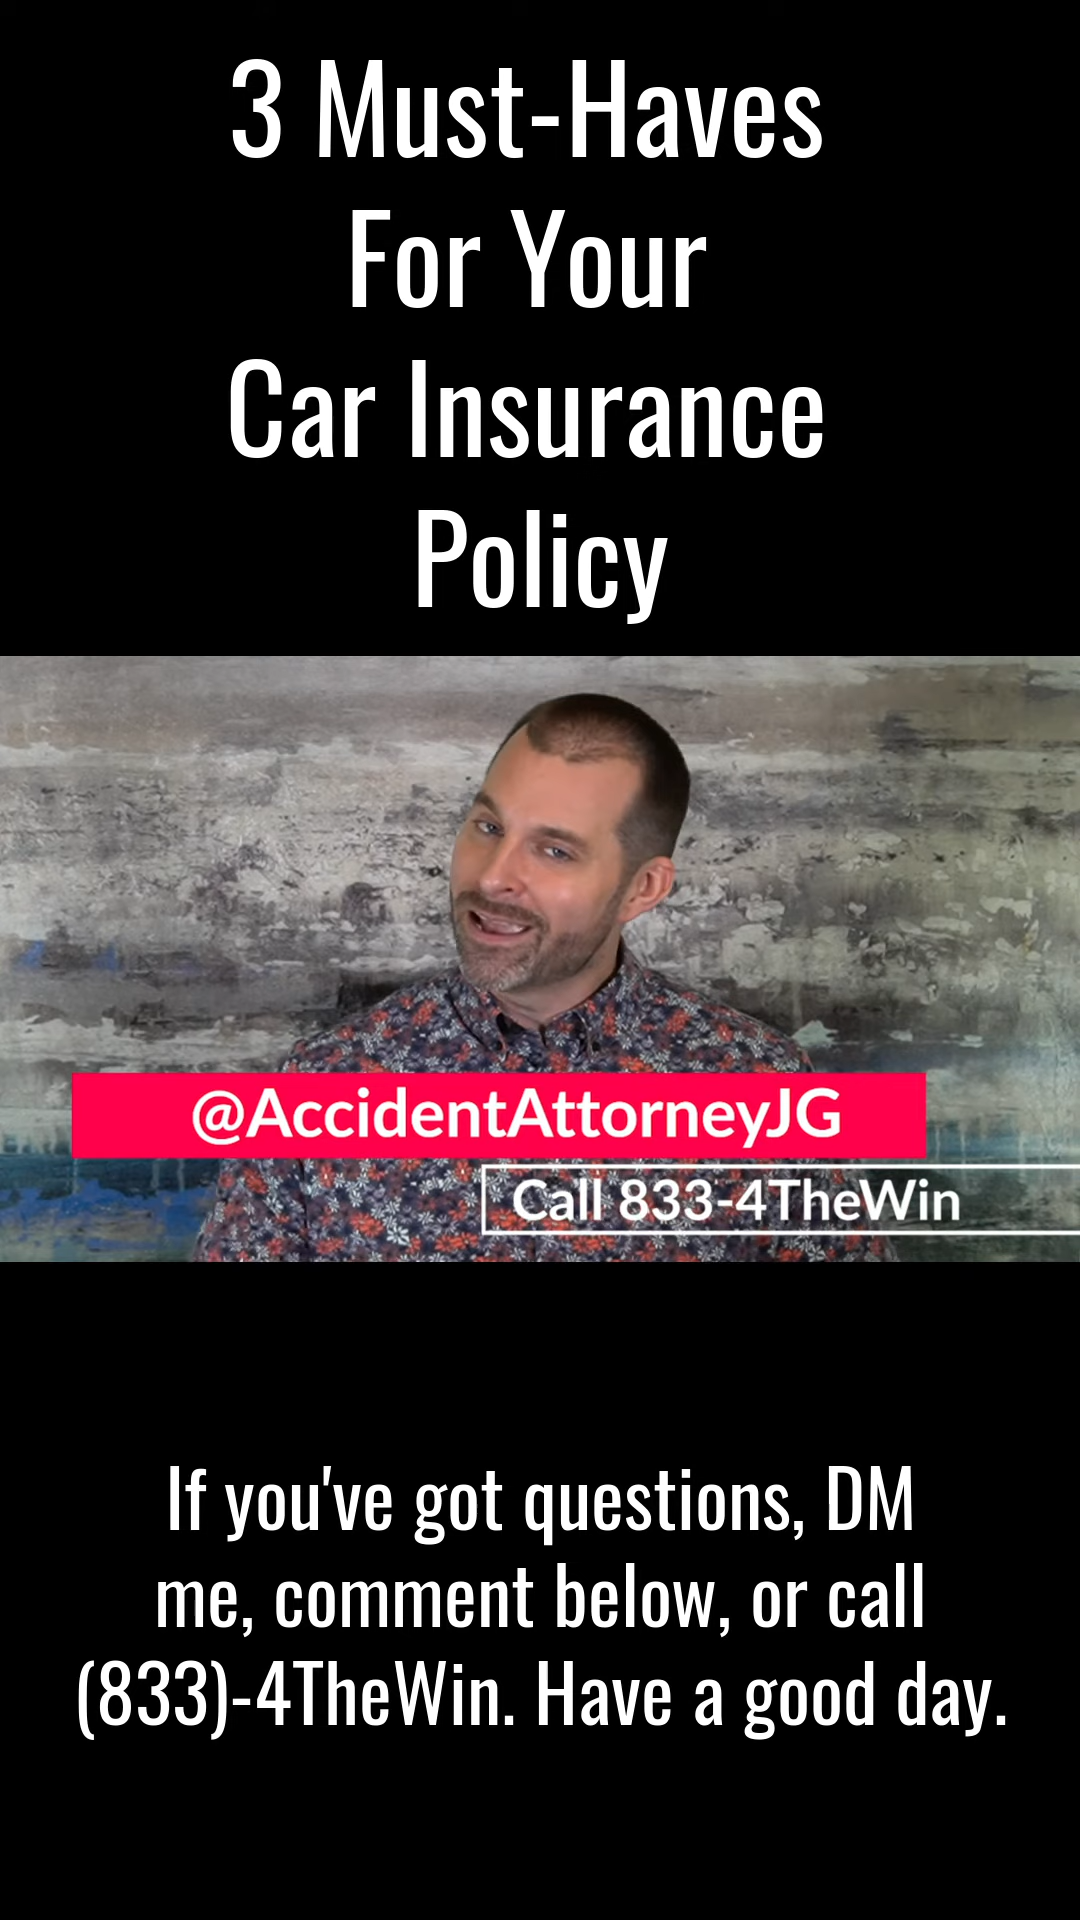 3 Must-Haves
For Your
Car Insurance
Policy
@AccidentAttorneyJG
Call 833-4TheWin
If you've got questions, DM
me, comment below, or call
(833)-4TheWin. Have a good day.